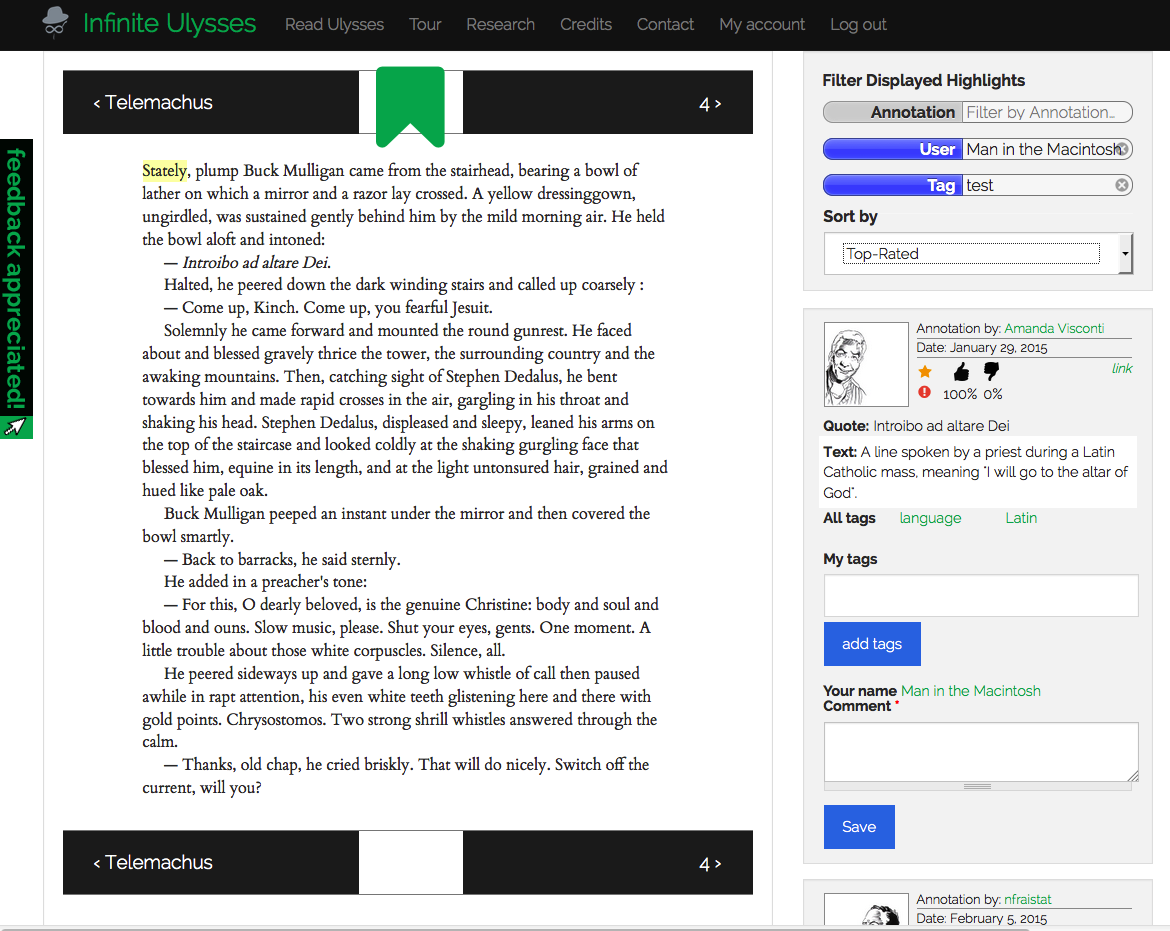 Infinite Ulysses Read Ulysses Tour Research Credits Contact My account Log out
feedback appreciated!
‹ Telemachus 4 ›
Stately, plump Buck Mulligan came from the stairhead, bearing a bowl of
lather on which a mirror and a razor lay crossed. A yellow dressinggown,
ungirdled, was sustained gently behind him by the mild morning air. He held
the bowl aloft and intoned:
— Introibo ad altare Dei.
Halted, he peered down the dark winding stairs and called up coarsely :
— Come up, Kinch. Come up, you fearful Jesuit.
Solemnly he came forward and mounted the round gunrest. He faced
about and blessed gravely thrice the tower, the surrounding country and the
awaking mountains. Then, catching sight of Stephen Dedalus, he bent
towards him and made rapid crosses in the air, gargling in his throat and
shaking his head. Stephen Dedalus, displeased and sleepy, leaned his arms on
the top of the staircase and looked coldly at the shaking gurgling face that
blessed him, equine in its length, and at the light untonsured hair, grained and
hued like pale oak.
Buck Mulligan peeped an instant under the mirror and then covered the
bowl smartly.
— Back to barracks, he said sternly.
He added in a preacher's tone:
— For this, O dearly beloved, is the genuine Christine: body and soul and
blood and ouns. Slow music, please. Shut your eyes, gents. One moment. A
little trouble about those white corpuscles. Silence, all.
He peered sideways up and gave a long low whistle of call then paused
awhile in rapt attention, his even white teeth glistening here and there with
gold points. Chrysostomos. Two strong shrill whistles answered through the
calm.
— Thanks, old chap, he cried briskly. That will do nicely. Switch off the
current, will you?
‹ Telemachus 4 ›
Filter Displayed Highlights
Annotation Filter by Annotation...
User Man in the Macintosh
Tag test
Sort by
Top-Rated
Annotation by: Amanda Visconti
Date: January 29, 2015
link
100% 0%
Quote: Introibo ad altare Dei
Text: A line spoken by a priest during a Latin
Catholic mass, meaning "I will go to the altar of
God".
All tags language Latin
My tags
add tags
Your name Man in the Macintosh
Comment *
Save
Annotation by: nfraistat
Date: February 5, 2015